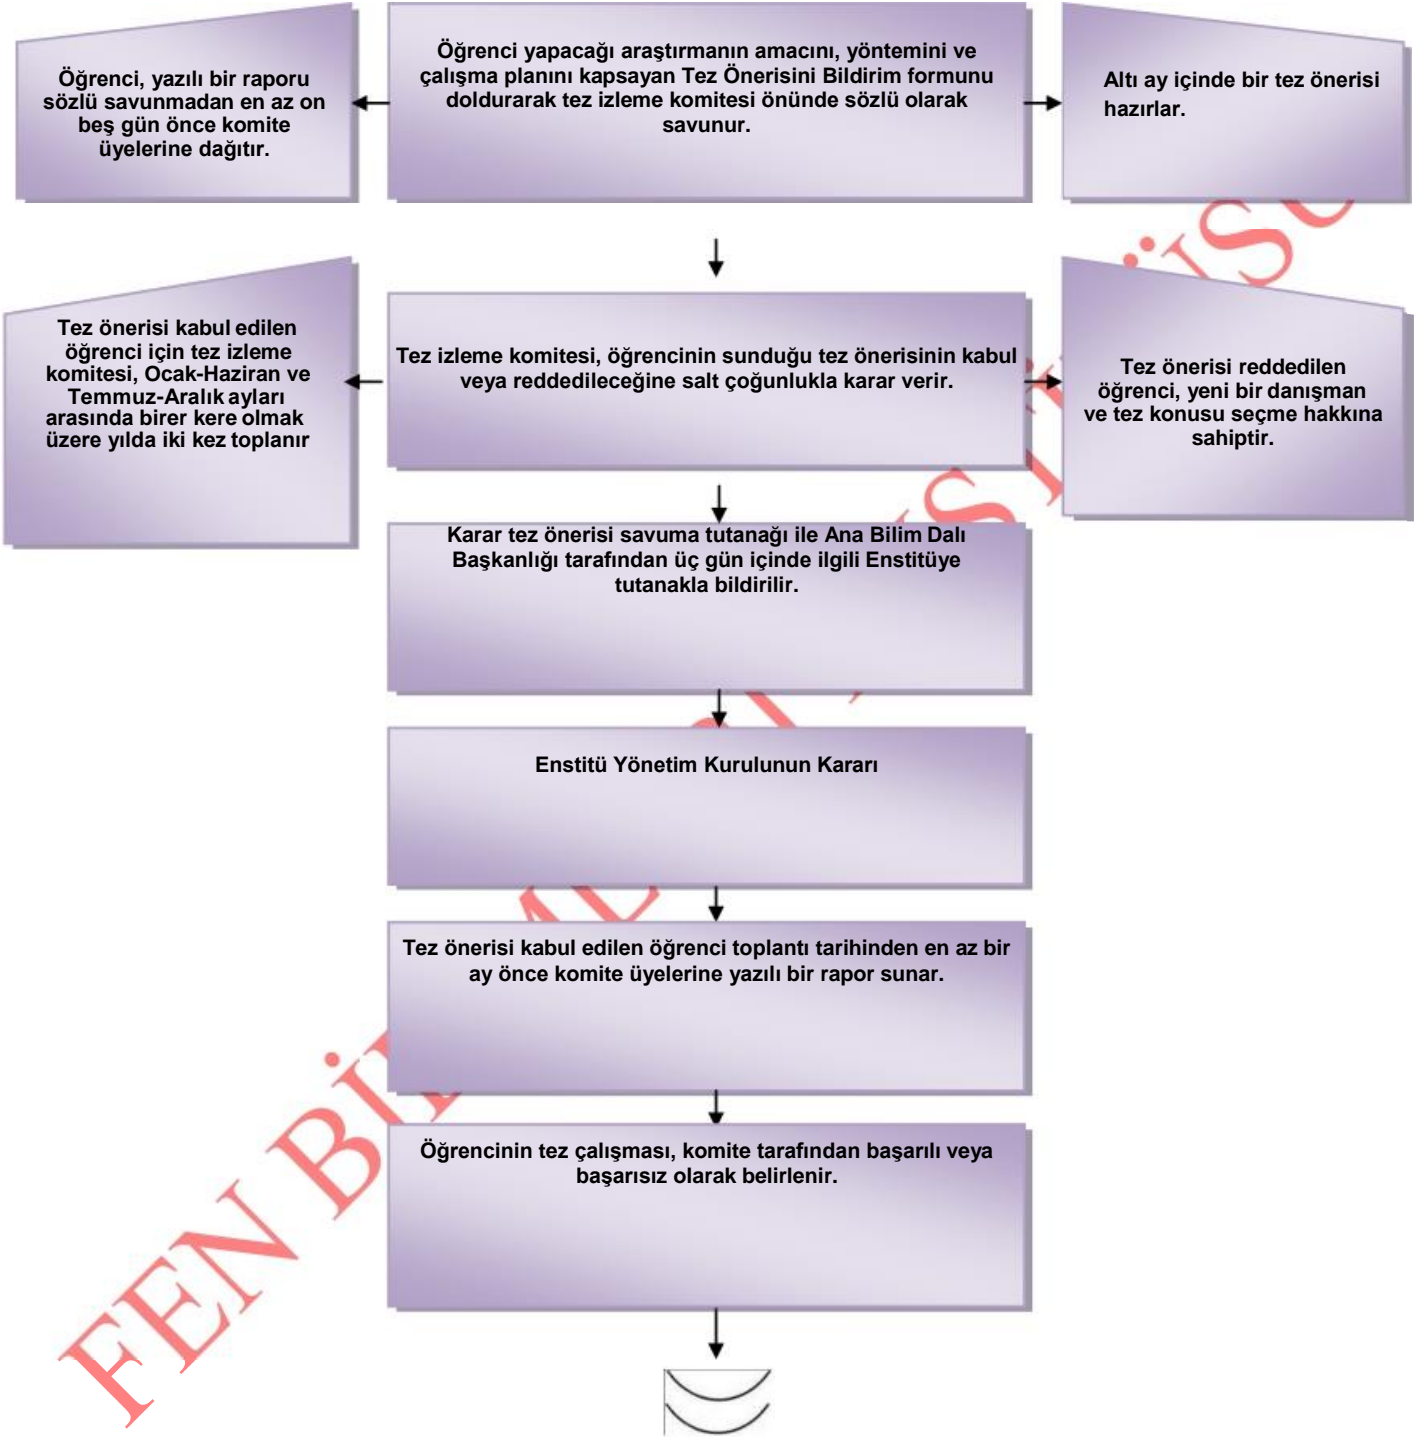 Öğrenci, yazılı bir raporu
sözlü savunmadan en az on
beş gün önce komite
üyelerine dağıtır.
Öğrenci yapacağı araştırmanın amacını, yöntemini ve
çalışma planını kapsayan Tez Önerisini Bildirim formunu
doldurarak tez izleme komitesi önünde sözlü olarak
savunur.
Altı ay içinde bir tez önerisi
hazırlar.
Tez önerisi kabul edilen
öğrenci için tez izleme
komitesi, Ocak-Haziran ve
Temmuz-Aralık ayları
arasında birer kere olmak
üzere yılda iki kez toplanır
Tez izleme komitesi, öğrencinin sunduğu tez önerisinin kabul
veya reddedileceğine salt çoğunlukla karar verir.
Tez önerisi reddedilen
öğrenci, yeni bir danışman
ve tez konusu seçme hakkına
sahiptir.
Karar tez önerisi savuma tutanağı ile Ana Bilim Dalı
Başkanlığı tarafından üç gün içinde ilgili Enstitüye
tutanakla bildirilir.
Enstitü Yönetim Kurulunun Kararı
Tez önerisi kabul edilen öğrenci toplantı tarihinden en az bir
ay önce komite üyelerine yazılı bir rapor sunar.
Öğrencinin tez çalışması, komite tarafından başarılı veya
başarısız olarak belirlenir.
FEN